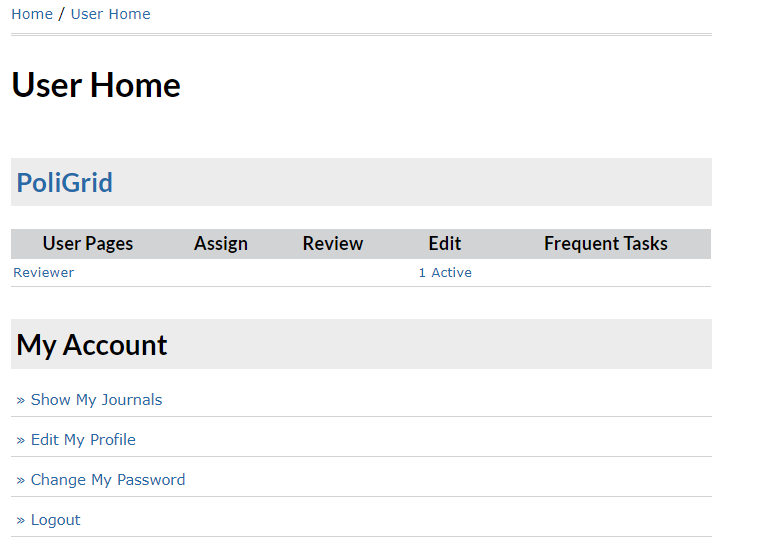 Home / User Home
User Home
PoliGrid
User Pages Assign Review Edit Frequent Tasks
Reviewer 1 Active
My Account
» Show My Journals
» Edit My Profile
» Change My Password
» Logout